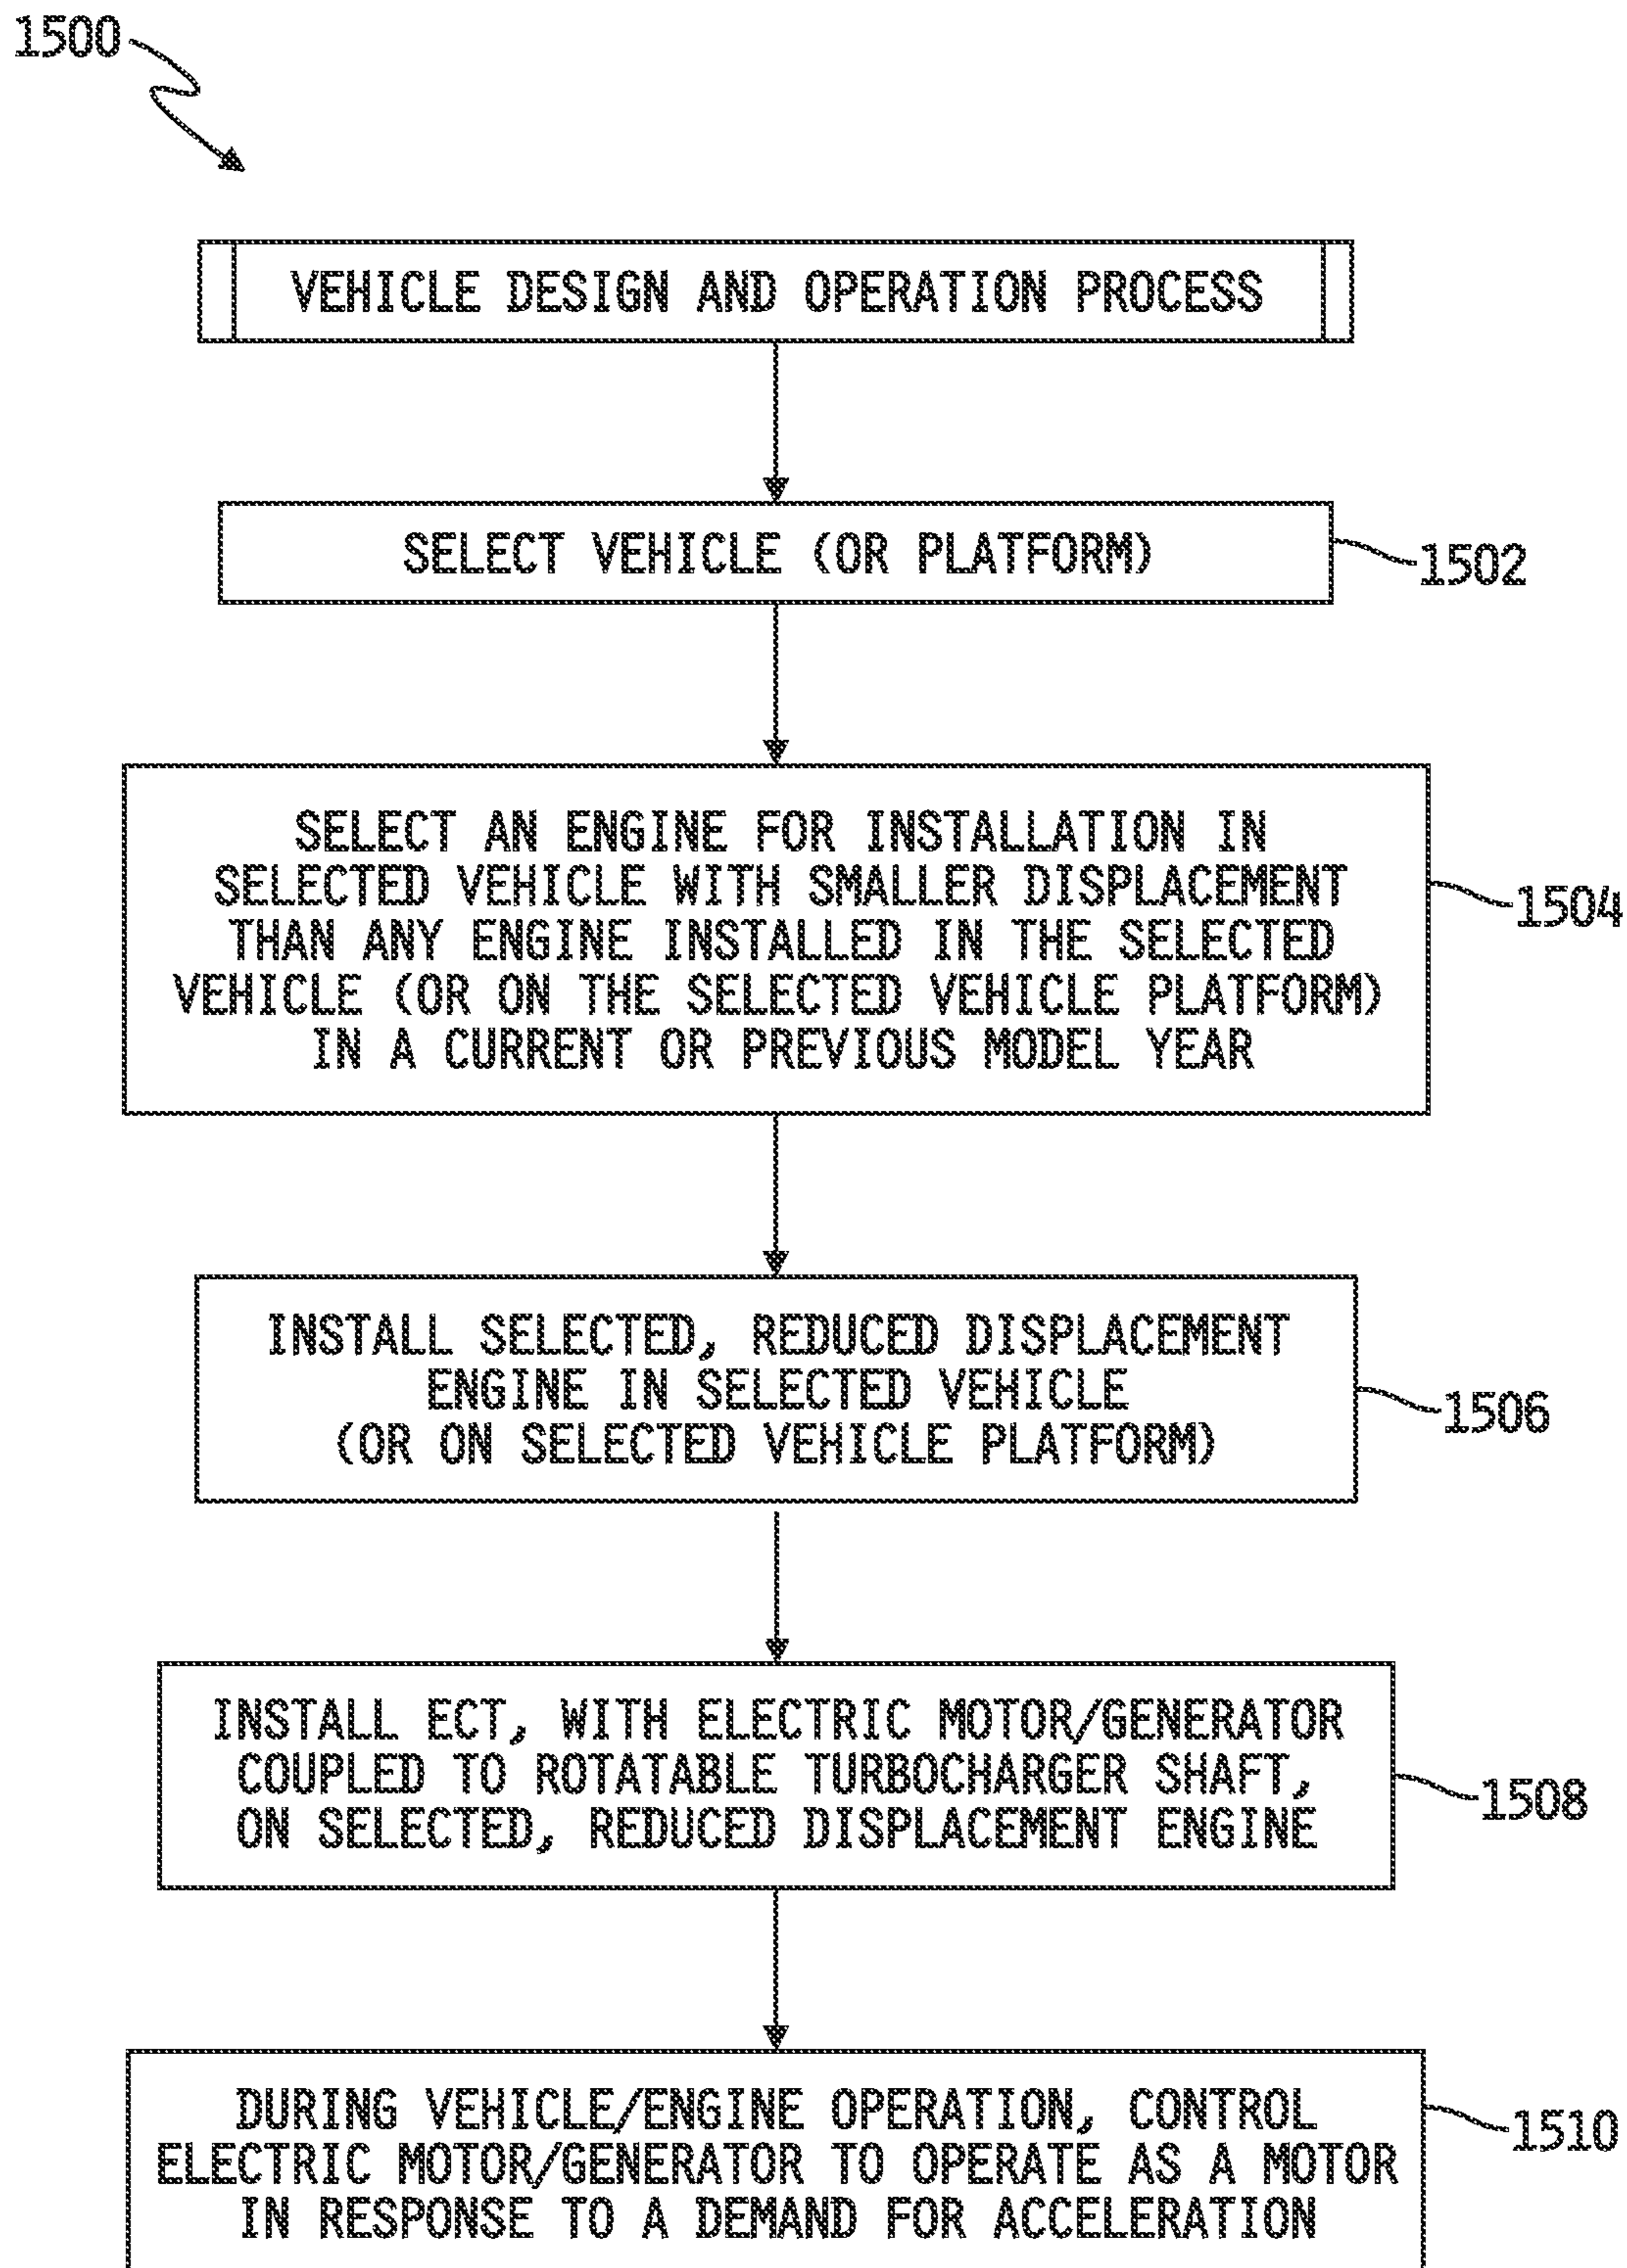 1500
VEHICLE DESIGN AND OPERATION PROCESS
SELECT VEHICLE (OR PLATFORM)
1502
SELECT AN ENGINE FOR INSTALLATION IN
SELECTED VEHICLE WITH SMALLER DISPLACEMENT
THAN ANY ENGINE INSTALLED IN THE SELECTED
VEHICLE (OR ON THE SELECTED VEHICLE PLATFORM)
IN A CURRENT OR PREVIOUS MODEL YEAR
1504
INSTALL SELECTED, REDUCED DISPLACEMENT
ENGINE IN SELECTED VEHICLE
(OR ON SELECTED VEHICLE PLATFORM)
1506
INSTALL ECT, WITH ELECTRIC MOTOR/GENERATOR
COUPLED TO ROTATABLE TURBOCHARGER SHAFT,
ON SELECTED, REDUCED DISPLACEMENT ENGINE
1508
DURING VEHICLE/ENGINE OPERATION, CONTROL
ELECTRIC MOTOR/GENERATOR TO OPERATE AS A MOTOR
IN RESPONSE TO A DEMAND FOR ACCELERATION
1510